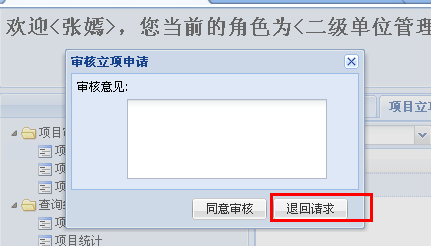 欢迎<张嫣>，您当前的角色为<二级单位管理
审核立项申请
审核意见:
项目立项
同意审核
退回请求
项目统计